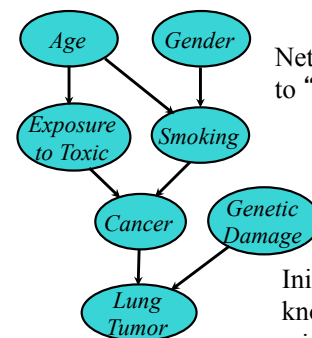 Age
Gender
Net
to “
Exposure
to Toxic
Smoking
Cancer
Genetic
Damage
Lung
Tumor
Ini
kno